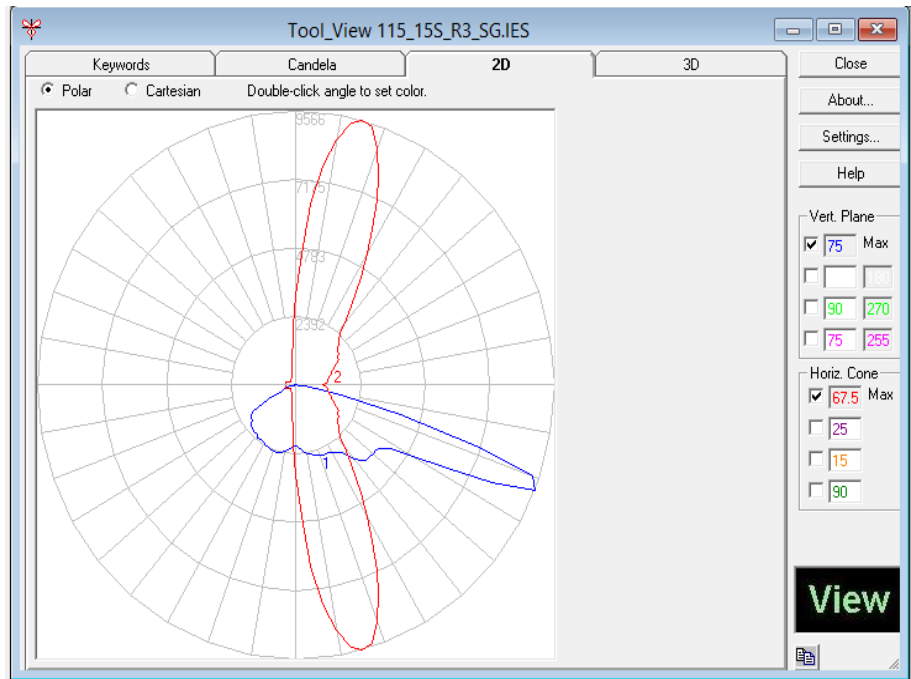 Tool_View 115_15S_R3_SG.IES
Keywords Candela 2D 3D Close
Polar Cartesian Double-click angle to set color.
About...
Settings...
Help
9566
7175
4783
2392
2
1
Vert. Plane
75 Max
180
90 270
75 255
Horiz. Cone
67.5 Max
25
15
90
View